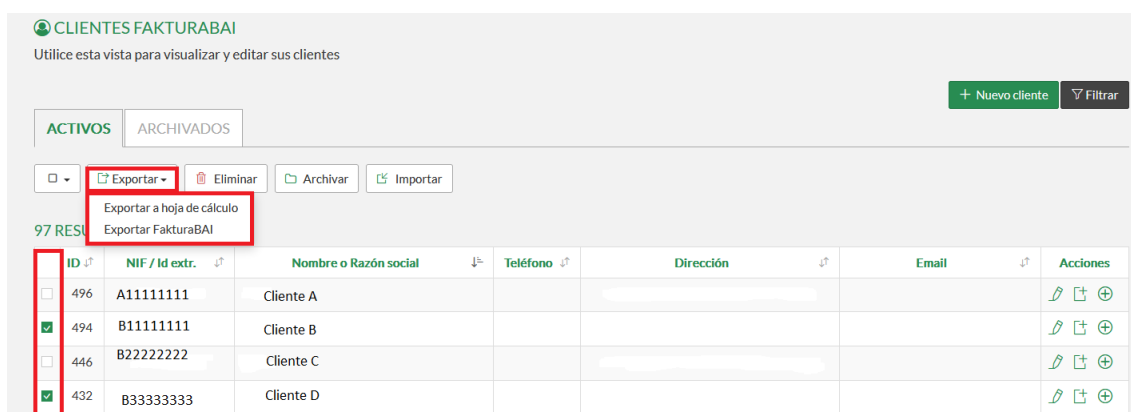 CLIENTES FAKTURABAI
Utilice esta vista para visualizar y editar sus clientes
+ Nuevo cliente Filtrar
ACTIVOS ARCHIVADOS
Exportar Eliminar Archivar Importar
Exportar a hoja de cálculo
Exportar FakturaBAI
97
ID NIF / Id extr. Nombre o Razón social Teléfono Dirección Email Acciones
496 A11111111 Cliente A
494 B11111111 Cliente B
446 B22222222 Cliente C
432 B33333333 Cliente D